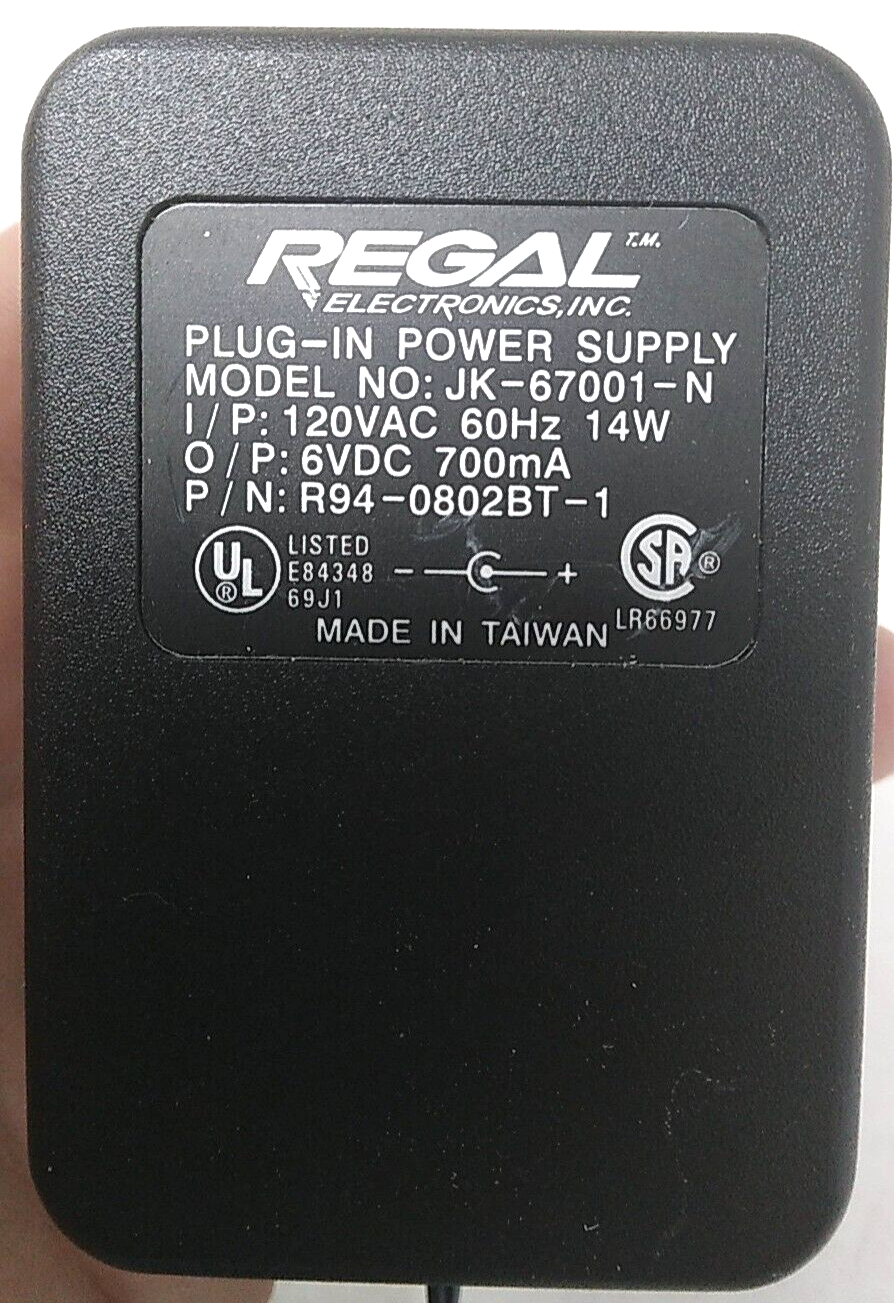 REGAL T.M.
ELECTRONICS, INC.
PLUG-IN POWER SUPPLY
MODEL NO: JK-67001-N
I/P: 120VAC 60Hz 14W
O/P: 6VDC 700mA
P/N: R94-0802BT-1
UL ® LISTED
E84348
69J1
- +
SA ®
LR66977
MADE IN TAIWAN